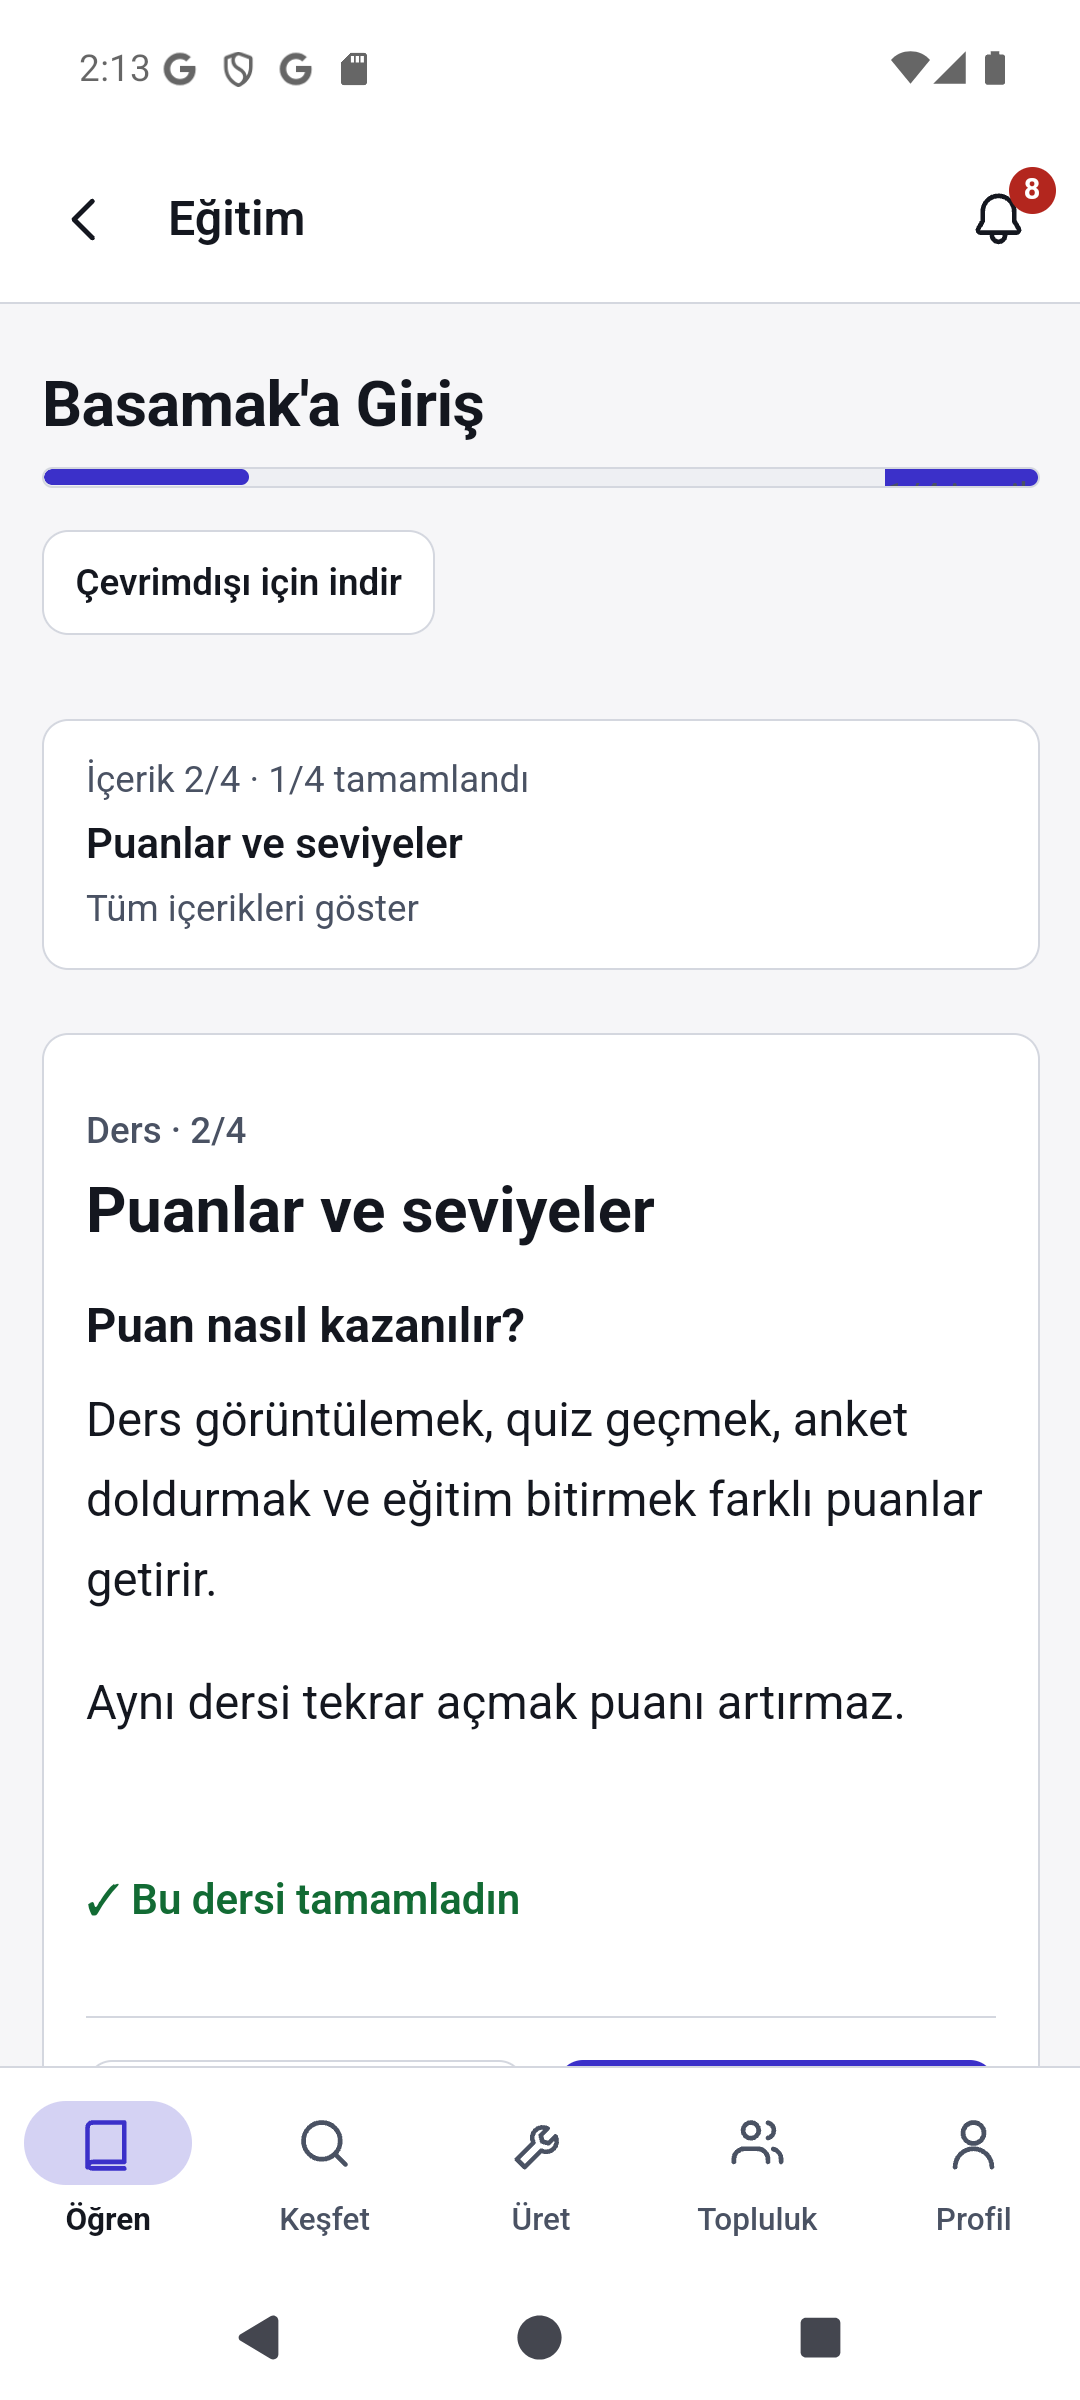 2:13
Eğitim
8
Basamak'a Giriş
Çevrimdışı için indir
İçerik 2/4 · 1/4 tamamlandı
Puanlar ve seviyeler
Tüm içerikleri göster
Ders · 2/4
Puanlar ve seviyeler
Puan nasıl kazanılır?
Ders görüntülemek, quiz geçmek, anket
doldurmak ve eğitim bitirmek farklı puanlar
getirir.
Aynı dersi tekrar açmak puanı artırmaz.
✓ Bu dersi tamamladın
Öğren
Keşfet
Üret
Topluluk
Profil